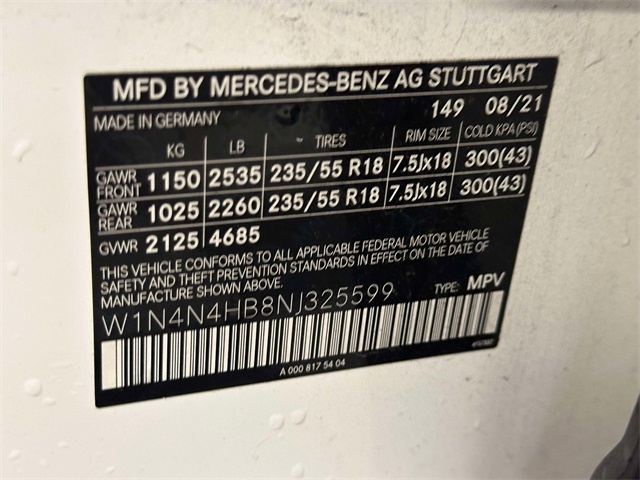 MFD BY MERCEDES-BENZ AG STUTTGART
149 08/21
MADE IN GERMANY
KG LB TIRES RIM SIZE COLD KPA(PSI)
GAWR FRONT 1150 2535 235/55 R18 7.5Jx18 300(43)
GAWR REAR 1025 2260 235/55 R18 7.5Jx18 300(43)
GVWR 2125 4685
THIS VEHICLE CONFORMS TO ALL APPLICABLE FEDERAL MOTOR VEHICLE
SAFETY AND THEFT PREVENTION STANDARDS IN EFFECT ON THE DATE OF
MANUFACTURE SHOWN ABOVE.
W1N4N4HB8NJ325599 TYPE: MPV
A 000 817 54 04